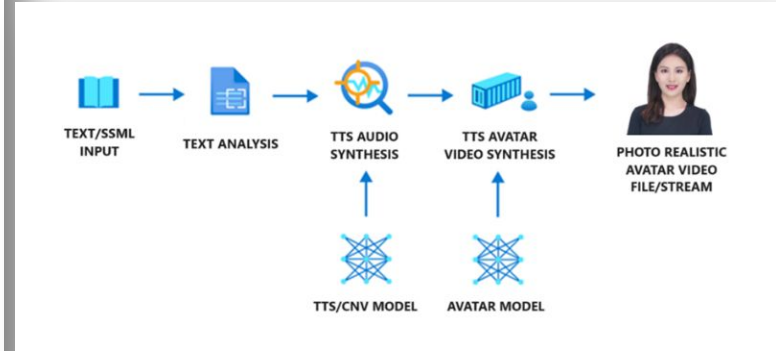 TEXT/SSML
INPUT
TEXT ANALYSIS
TTS AUDIO
SYNTHESIS
TTS AVATAR
VIDEO SYNTHESIS
PHOTO REALISTIC
AVATAR VIDEO
FILE/STREAM
TTS/CNV MODEL
AVATAR MODEL